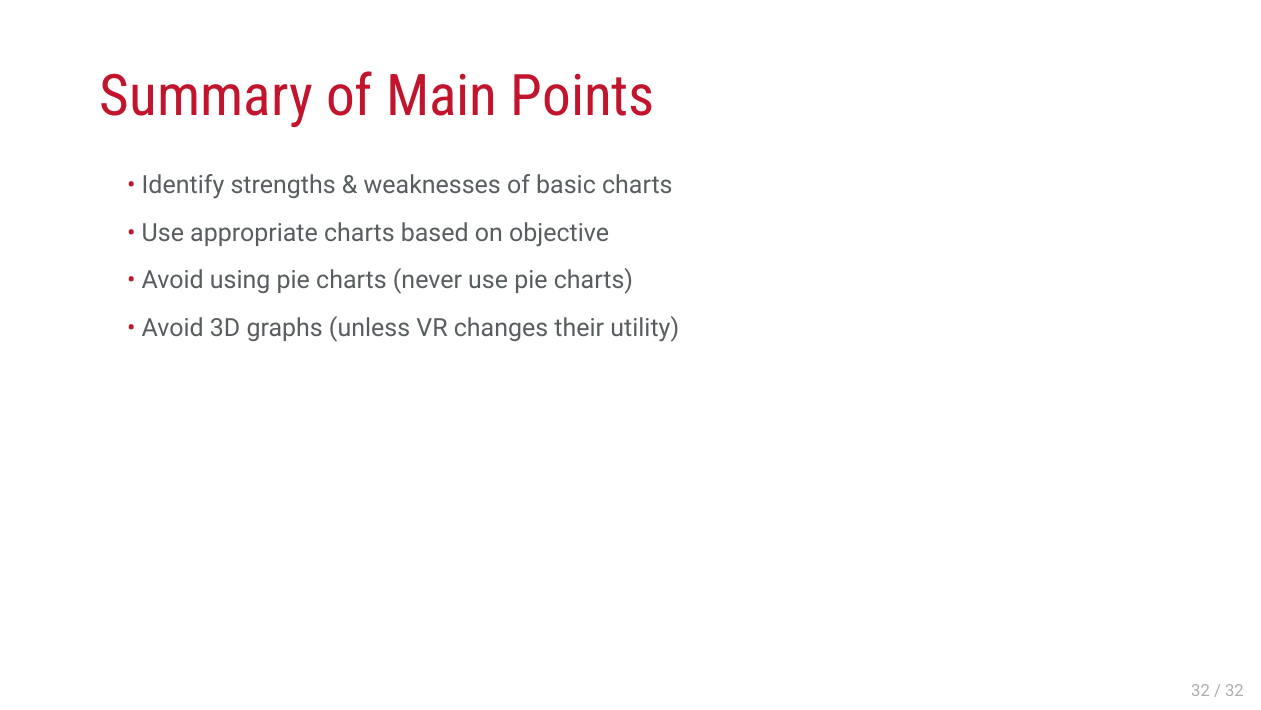 Summary of Main Points
• Identify strengths & weaknesses of basic charts
• Use appropriate charts based on objective
• Avoid using pie charts (never use pie charts)
• Avoid 3D graphs (unless VR changes their utility)
32 / 32